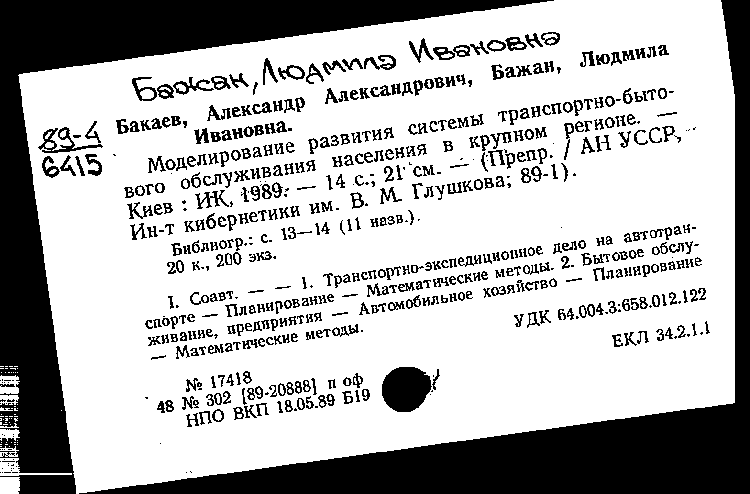 Бажан, Людмила Ивановна
89-4
6415
Бакаев, Александр Александрович, Бажан, Людмила
Ивановна.
Моделирование развития системы транспортно-быто-
вого обслуживания населения в крупном регионе. —
Киев : ИК, 1989. — 14 с.; 21 см. — (Препр. / АН УССР,
Ин-т кибернетики им. В. М. Глушкова; 89-1).
Библиогр.: с. 13—14 (11 назв.).
20 к., 200 экз.
I. Соавт. — — 1. Транспортно-экспедиционное дело на автотран-
спорте — Планирование — Математические методы. 2. Бытовое обслу-
живание, предприятия — Автомобильное хозяйство — Планирование
— Математические методы.
УДК 64.004.3:658.012.122
ЕКЛ 34.2.1.1
№ 17418
48 № 302 [89-20888] п оф
НПО ВКП 18.05.89 Б19